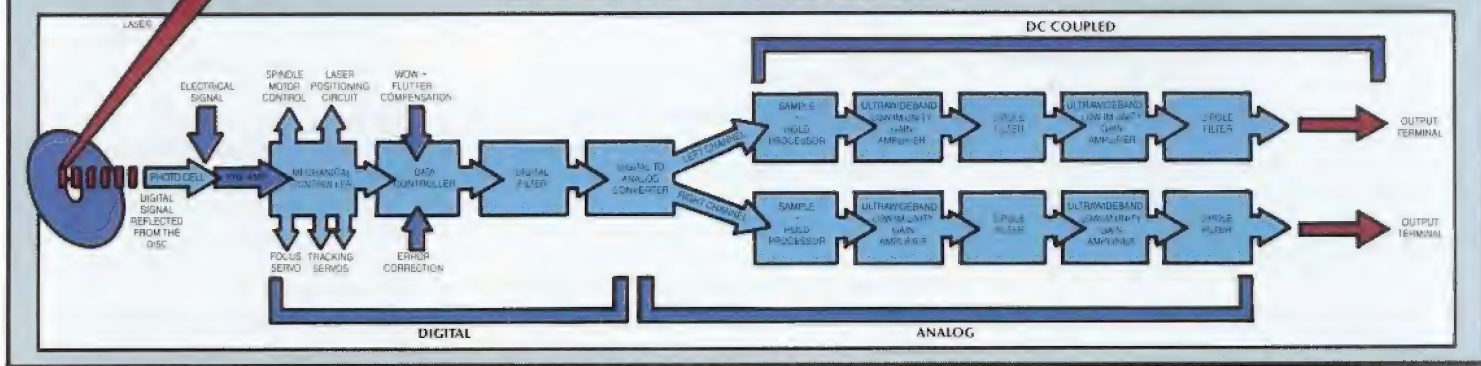 LASER
DC COUPLED
ELECTRICAL
SIGNAL
SPINDLE
MOTOR
CONTROL
LASER
POSITIONING
CIRCUIT
WOW +
FLUTTER
COMPENSATION
PHOTO CELL
PRE-AMP
MECHANICAL
CONTROLLER
DATA
CONTROLLER
DIGITAL
FILTER
DIGITAL TO
ANALOG
CONVERTER
LEFT CHANNEL
RIGHT CHANNEL
SAMPLE
HOLD
PROCESSOR
ULTRAWIDEBAND
LOW/UNITY
GAIN
AMPLIFIER
FILTER
ULTRAWIDEBAND
LOW/UNITY
GAIN
AMPLIFIER
FILTER
OUTPUT
TERMINAL
SAMPLE
HOLD
PROCESSOR
ULTRAWIDEBAND
LOW/UNITY
GAIN
AMPLIFIER
FILTER
ULTRAWIDEBAND
LOW/UNITY
GAIN
AMPLIFIER
FILTER
OUTPUT
TERMINAL
DIGITAL
SIGNAL
REFLECTED
FROM THE
DISC
FOCUS
SERVO
TRACKING
SERVOS
ERROR
CORRECTION
DIGITAL
ANALOG